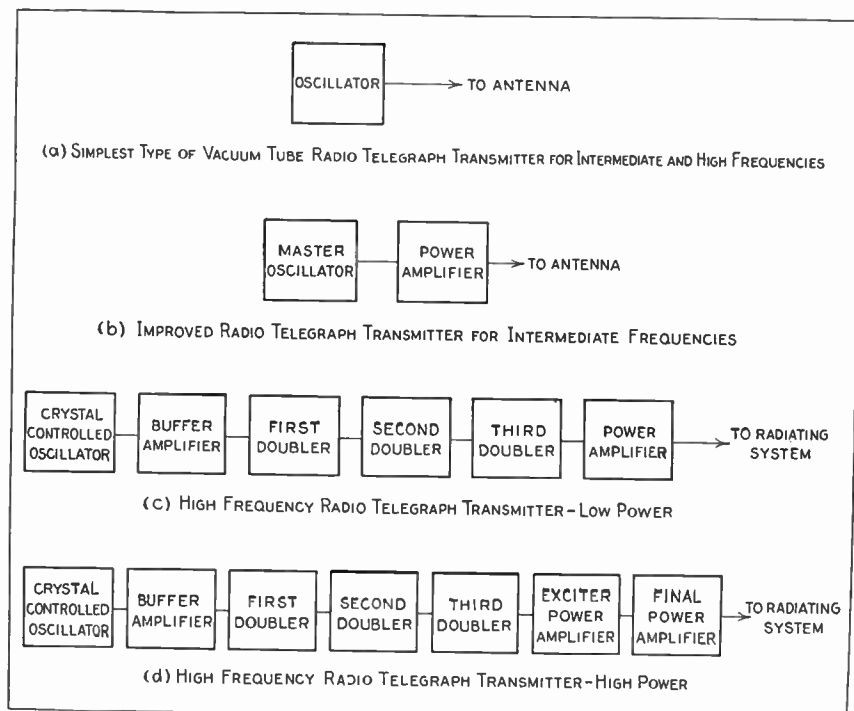 OSCILLATOR
TO ANTENNA
(a) SIMPLEST TYPE OF VACUUM TUBE RADIO TELEGRAPH TRANSMITTER FOR INTERMEDIATE AND HIGH FREQUENCIES
MASTER
OSCILLATOR
POWER
AMPLIFIER
TO ANTENNA
(b) IMPROVED RADIO TELEGRAPH TRANSMITTER FOR INTERMEDIATE FREQUENCIES
CRYSTAL
CONTROLLED
OSCILLATOR
BUFFER
AMPLIFIER
FIRST
DOUBLER
SECOND
DOUBLER
THIRD
DOUBLER
POWER
AMPLIFIER
TO RADIATING
SYSTEM
(c) HIGH FREQUENCY RADIO TELEGRAPH TRANSMITTER-LOW POWER
CRYSTAL
CONTROLLED
OSCILLATOR
BUFFER
AMPLIFIER
FIRST
DOUBLER
SECOND
DOUBLER
THIRD
DOUBLER
EXCITER
POWER
AMPLIFIER
FINAL
POWER
AMPLIFIER
TO RADIATING
SYSTEM
(d) HIGH FREQUENCY RADIO TELEGRAPH TRANSMITTER-HIGH POWER